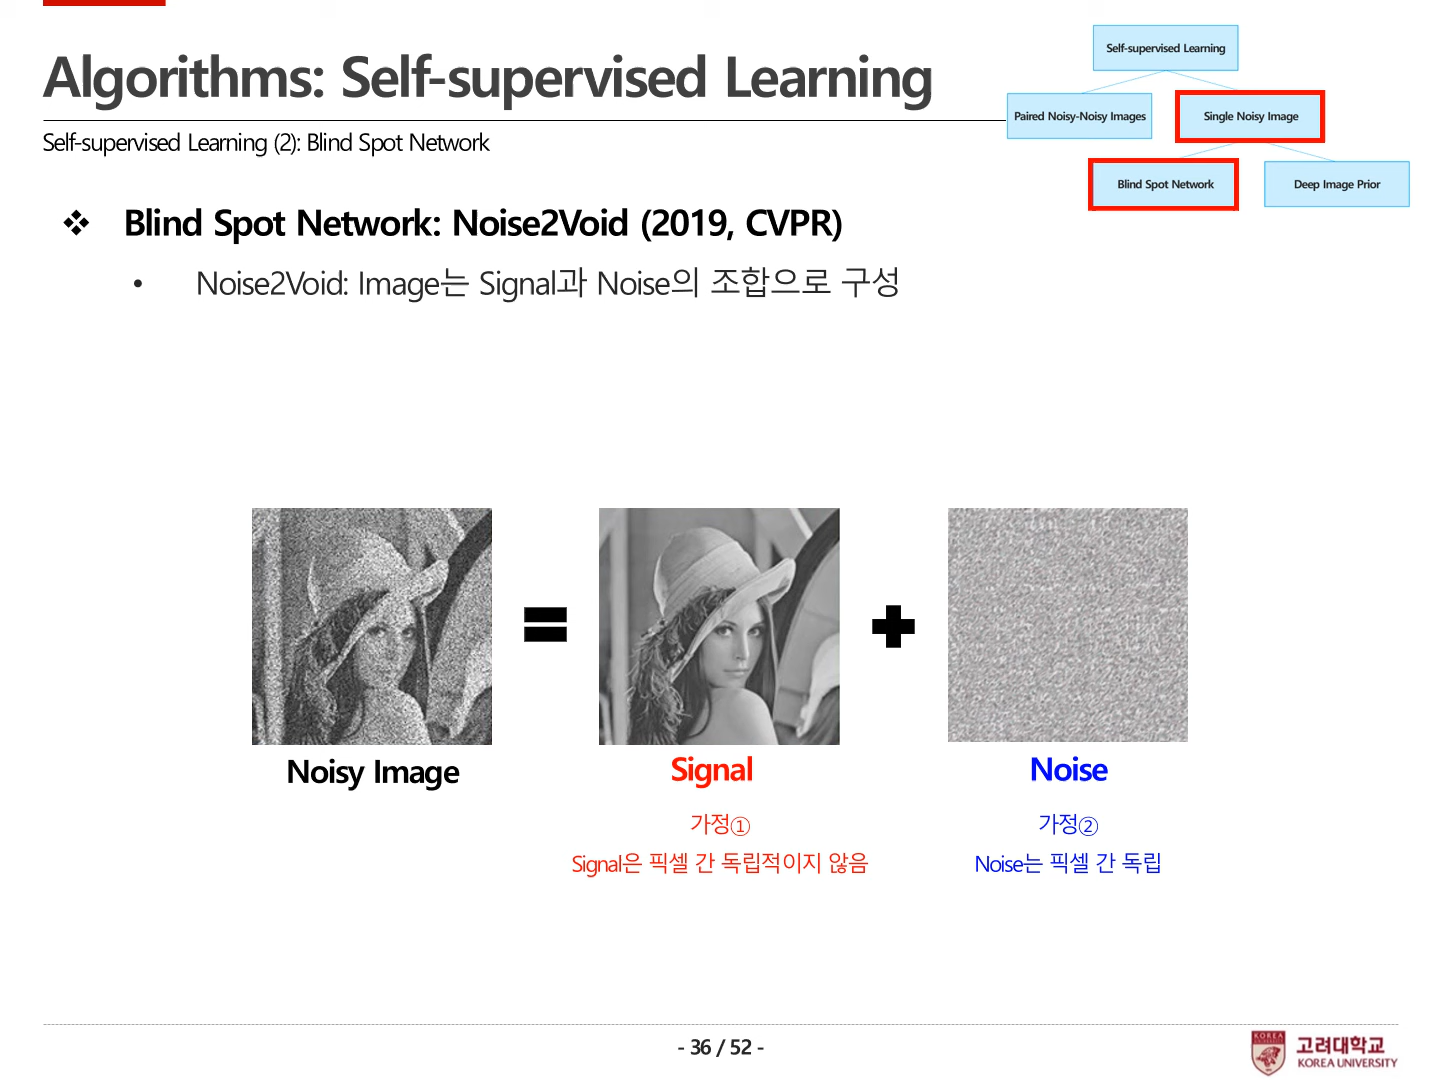 Algorithms: Self-supervised Learning
Self-supervised Learning (2): Blind Spot Network
Self-supervised Learning
Paired Noisy-Noisy Images
Single Noisy Image
Blind Spot Network
Deep Image Prior
❖ Blind Spot Network: Noise2Void (2019, CVPR)
• Noise2Void: Image는 Signal과 Noise의 조합으로 구성
Noisy Image
Signal
Noise
가정①
가정②
Signal은 픽셀 간 독립적이지 않음
Noise는 픽셀 간 독립
- 36 / 52 -
KOREA
고려대학교
KOREA UNIVERSITY